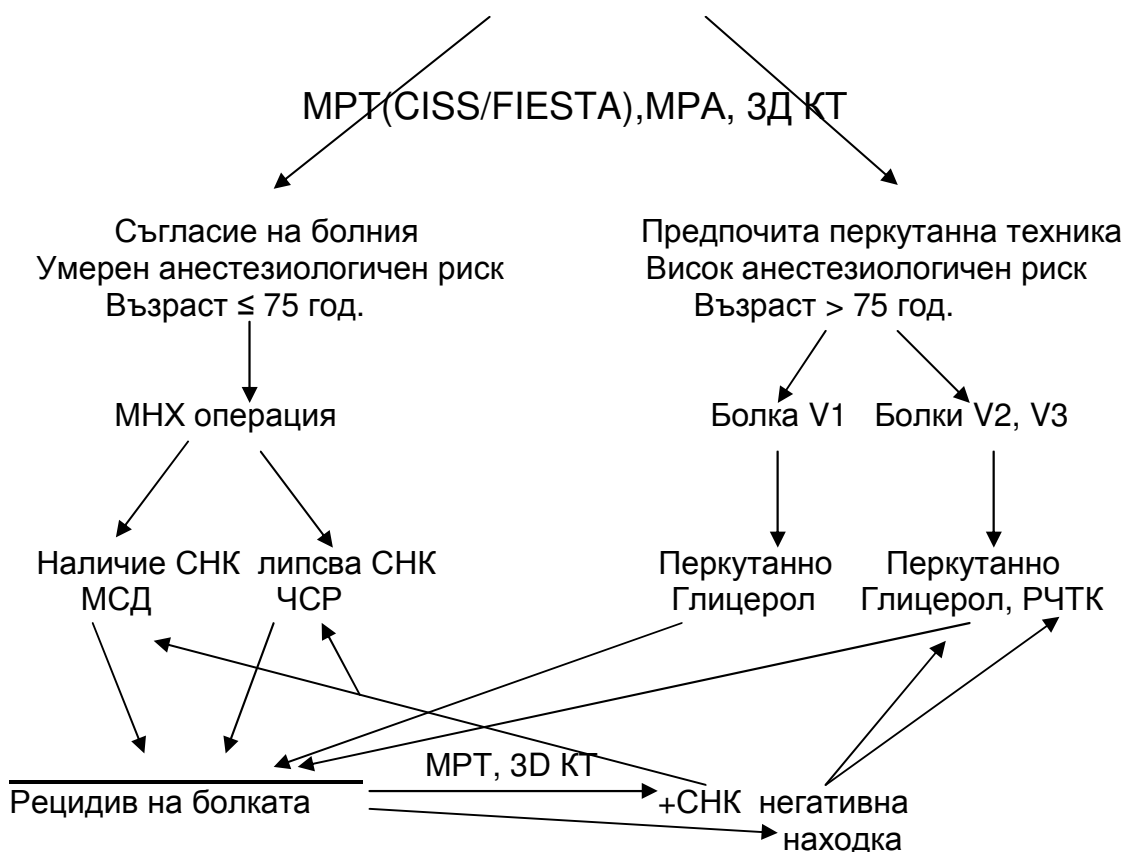 МРТ(CISS/FIESTA),МРА, 3Д КТ
Съгласие на болния
Умерен анестезиологичен риск
Възраст ≤ 75 год.
Предпочита перкутанна техника
Висок анестезиологичен риск
Възраст > 75 год.
МНХ операция
Болка V1
Болки V2, V3
Наличие СНК
МСД
липсва СНК
ЧСР
Перкутанно
Глицерол
Перкутанно
Глицерол, РЧТК
МРТ, 3D КТ
Рецидив на болката
+СНК
негативна
находка